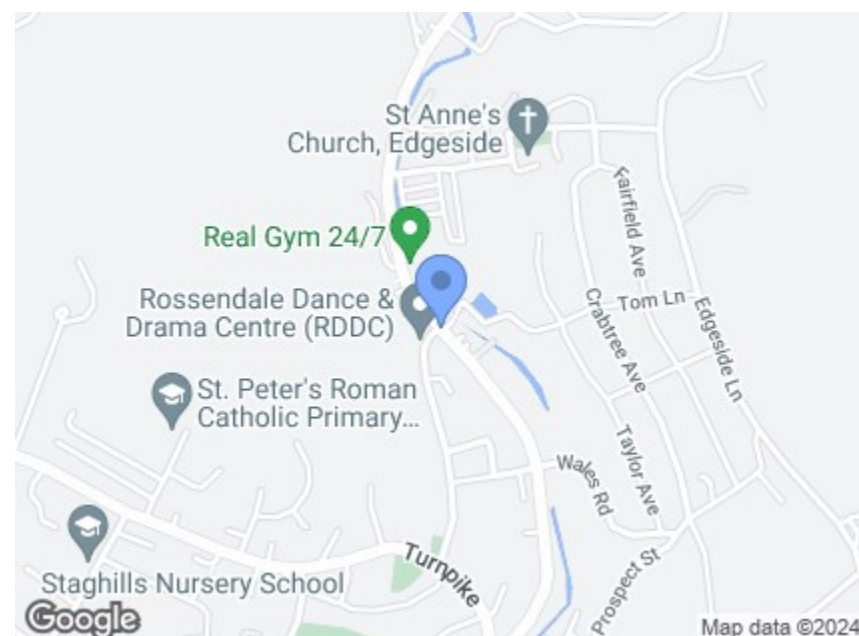 St Anne's
Church, Edgeside
Fairfield Ave
Real Gym 24/7
Rossendale Dance &
Drama Centre (RDDC)
Tom Ln
Crabtree Ave
Edgeside Ln
St. Peter's Roman
Catholic Primary...
Taylor Ave
Wales Rd
Turnpike
Prospect St
Staghills Nursery School
Google
Map data ©2024